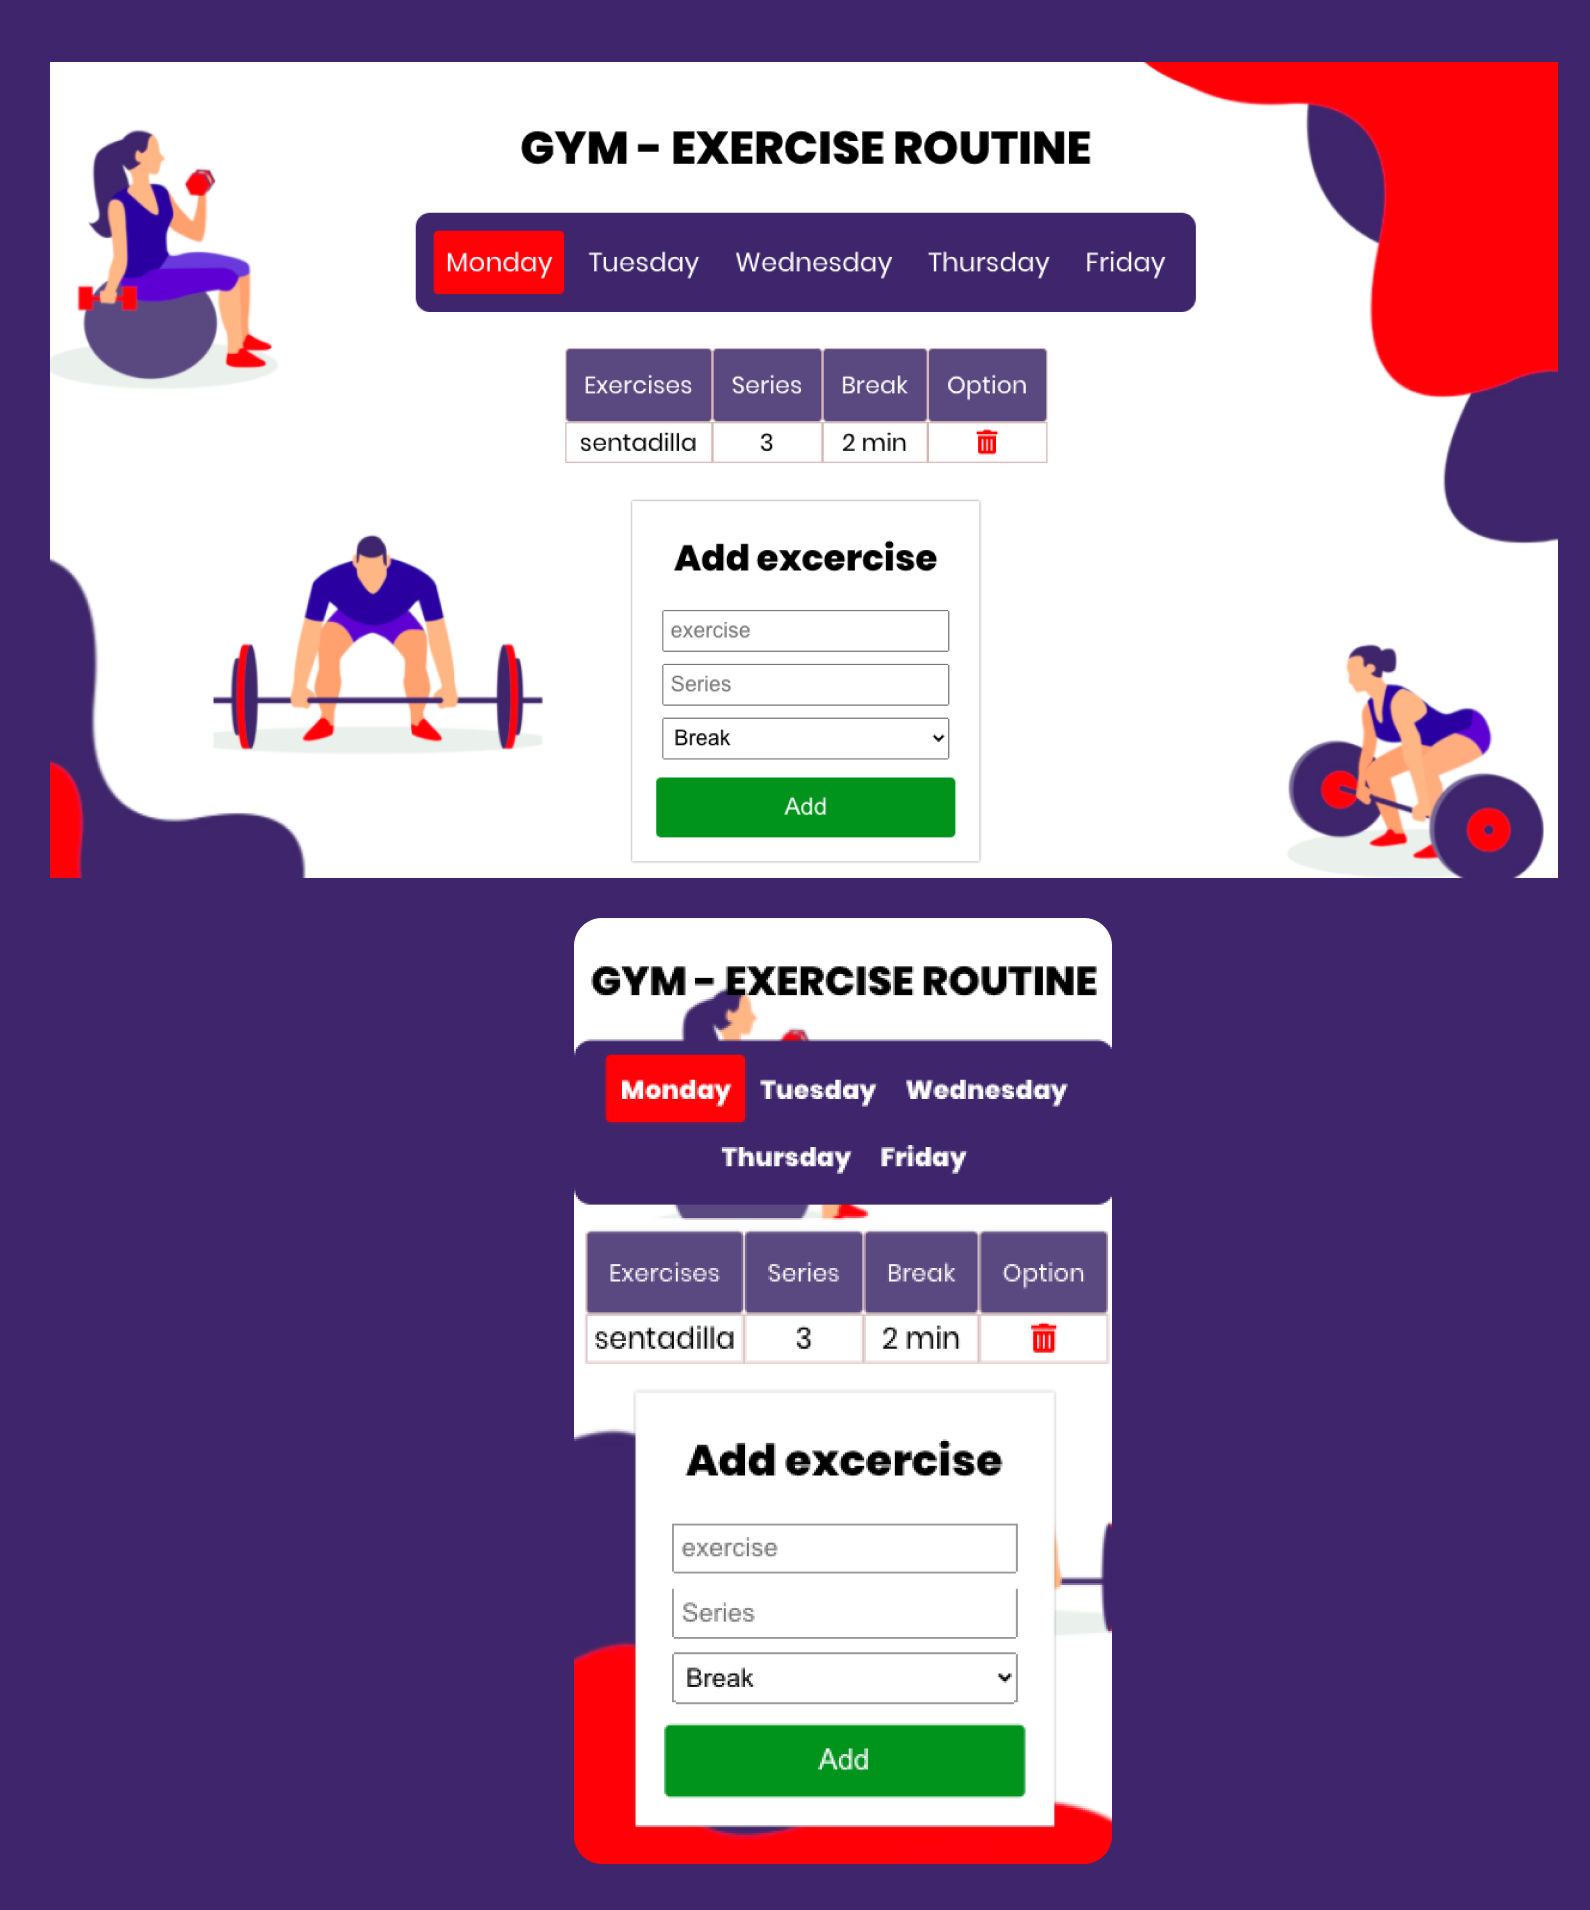 GYM - EXERCISE ROUTINE
Monday Tuesday Wednesday Thursday Friday
Exercises Series Break Option
sentadilla 3 2 min
Add excercise
exercise
Series
Break
Add
GYM - EXERCISE ROUTINE
Monday Tuesday Wednesday
Thursday Friday
Exercises Series Break Option
sentadilla 3 2 min
Add excercise
exercise
Series
Break
Add